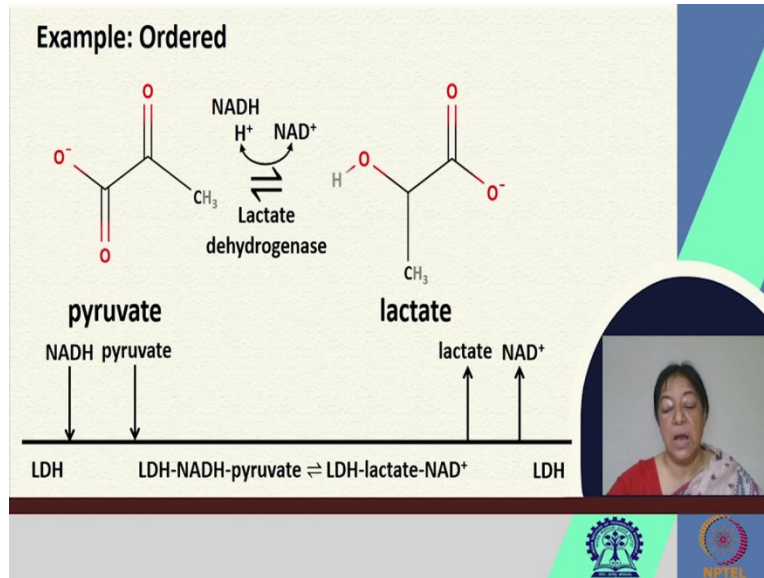 Example: Ordered
O
NADH
H⁺ NAD⁺
O
O⁻
O
H
CH₃
O⁻
Lactate
dehydrogenase
O
CH₃
pyruvate lactate
NADH pyruvate lactate NAD⁺
LDH LDH-NADH-pyruvate ⇌ LDH-lactate-NAD⁺ LDH
NPTEL